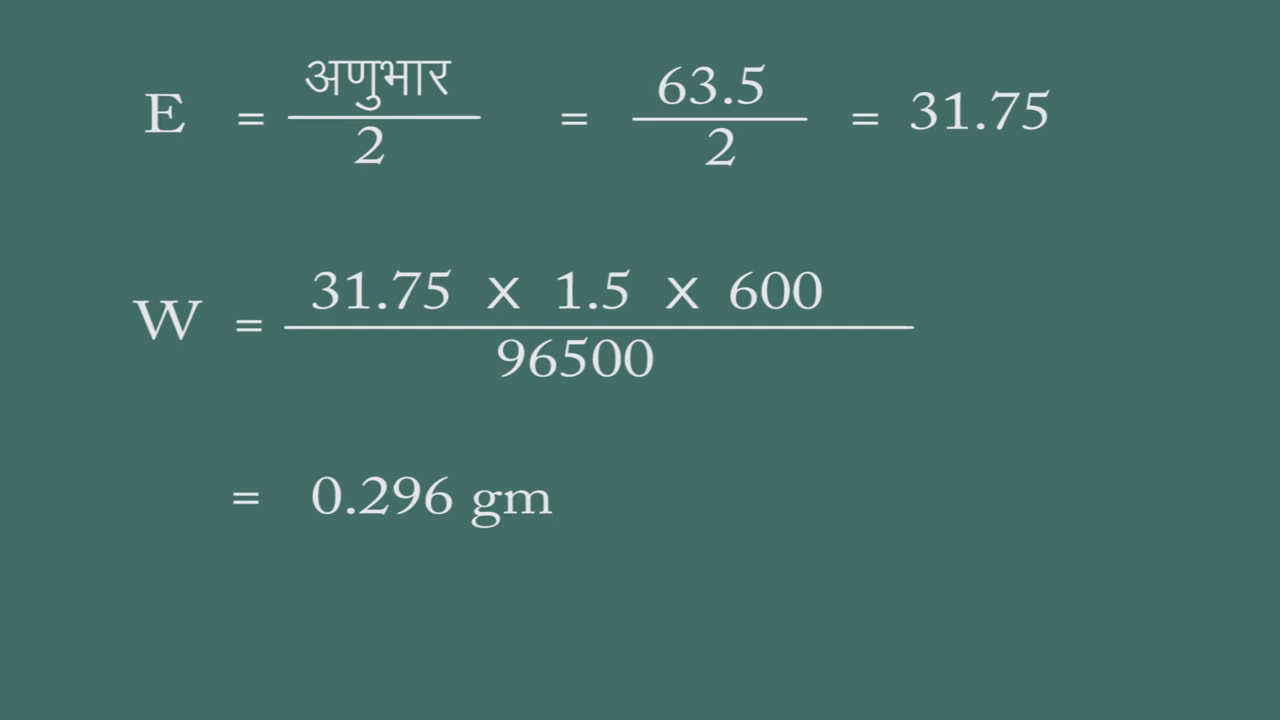 E = अणुभार / 2 = 63.5 / 2 = 31.75
W = 31.75 x 1.5 x 600 / 96500
= 0.296 gm